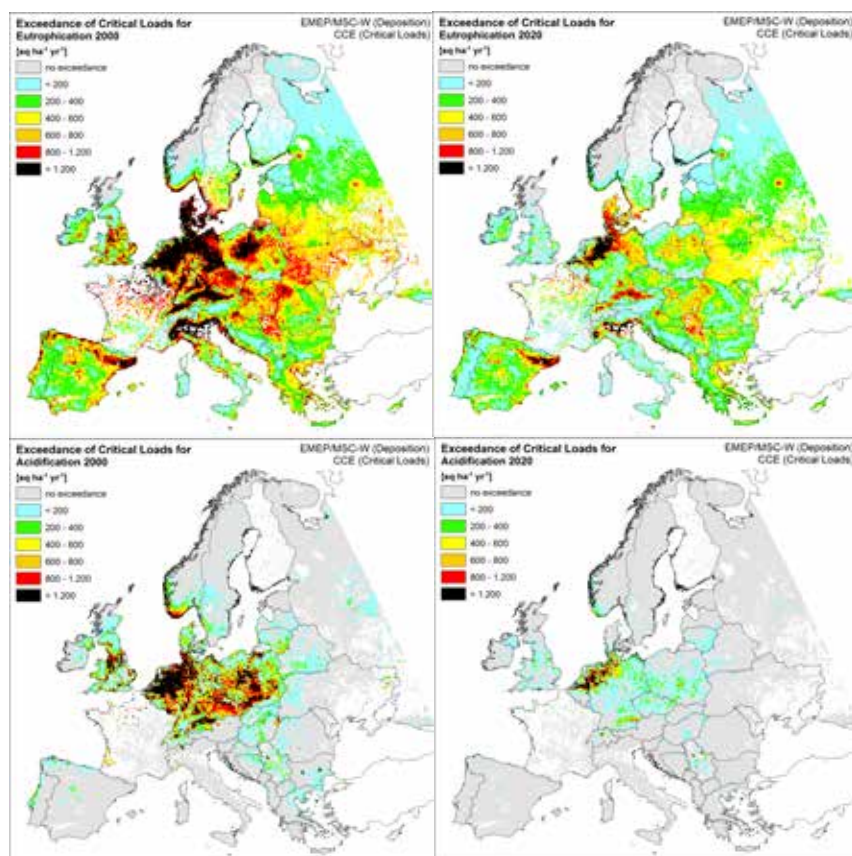 Exceedance of Critical Loads for
Eutrophication 2000
EMEP/MSC-W (Deposition)
CCE (Critical Loads)
[eq ha⁻¹ yr⁻¹]
no exceedance
< 200
200 - 400
400 - 600
600 - 800
800 - 1.200
> 1.200
Exceedance of Critical Loads for
Eutrophication 2020
EMEP/MSC-W (Deposition)
CCE (Critical Loads)
[eq ha⁻¹ yr⁻¹]
no exceedance
< 200
200 - 400
400 - 600
600 - 800
800 - 1.200
> 1.200
Exceedance of Critical Loads for
Acidification 2000
EMEP/MSC-W (Deposition)
CCE (Critical Loads)
[eq ha⁻¹ yr⁻¹]
no exceedance
< 200
200 - 400
400 - 600
600 - 800
800 - 1.200
> 1.200
Exceedance of Critical Loads for
Acidification 2020
EMEP/MSC-W (Deposition)
CCE (Critical Loads)
[eq ha⁻¹ yr⁻¹]
no exceedance
< 200
200 - 400
400 - 600
600 - 800
800 - 1.200
> 1.200